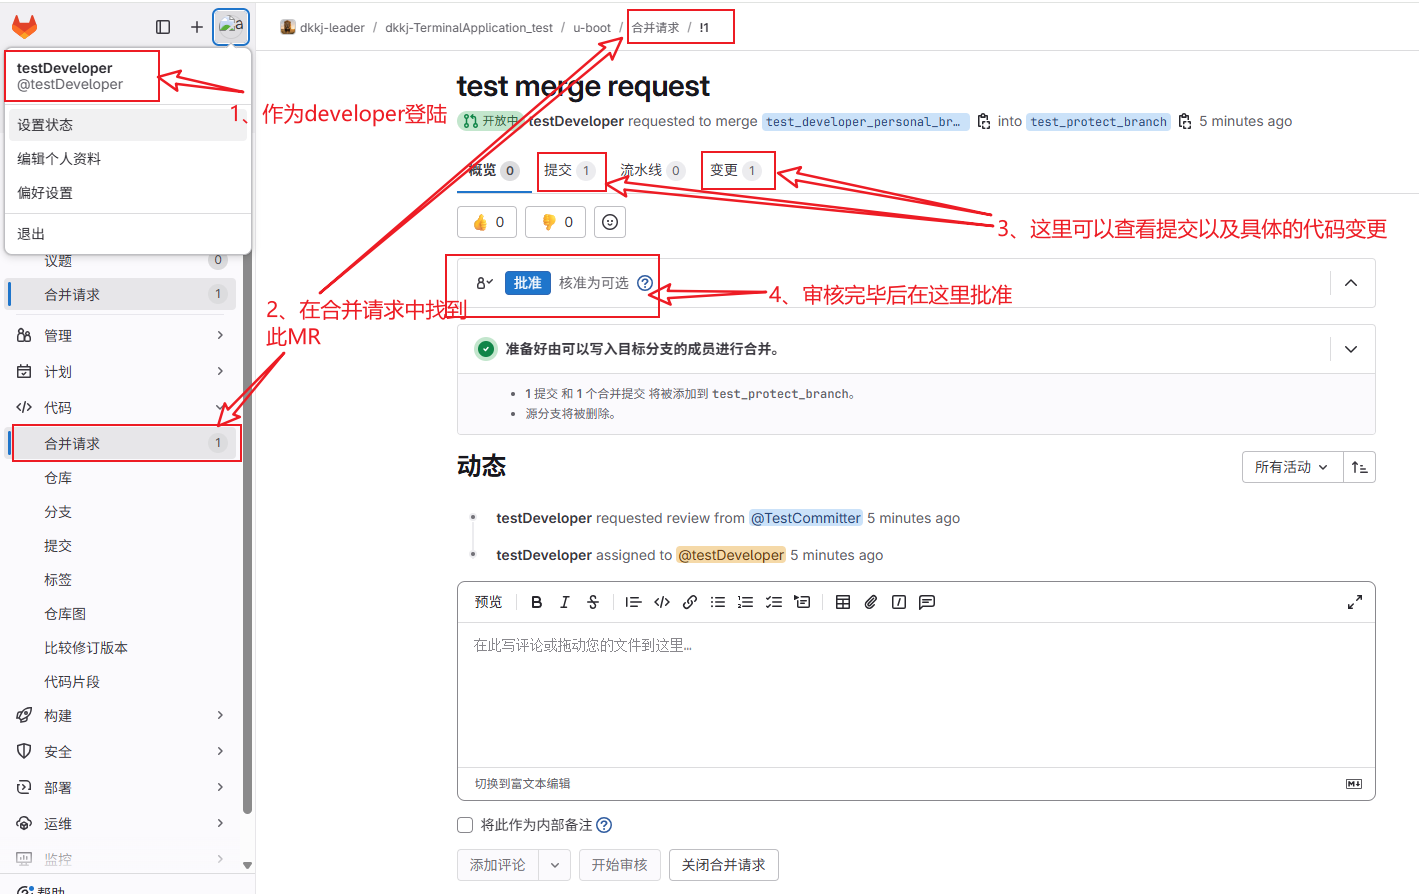 dkkj-leader / dkkj-TerminalApplication_test / u-boot / 合并请求 / !1
testDeveloper
@testDeveloper
设置状态
编辑个人资料
偏好设置
退出
议题 0
合并请求 1
管理
计划
代码
合并请求 1
仓库
分支
提交
标签
仓库图
比较修订版本
代码片段
构建
安全
部署
运维
监控
帮助
1、作为developer登陆
2、在合并请求中找到
此MR
test merge request
开放中 testDeveloper requested to merge test_developer_personal_br… into test_protect_branch 5 minutes ago
概览 0 提交 1 流水线 0 变更 1
3、这里可以查看提交以及具体的代码变更
👍 0 👎 0
批准 核准为可选
4、审核完毕后在这里批准
准备好由可以写入目标分支的成员进行合并。
1 提交 和 1 个合并提交 将被添加到 test_protect_branch。
源分支将被删除。
动态
所有活动
testDeveloper requested review from @TestCommitter 5 minutes ago
testDeveloper assigned to @testDeveloper 5 minutes ago
预览 B I S
在此写评论或拖动您的文件到这里…
切换到富文本编辑
将此作为内部备注
添加评论 开始审核 关闭合并请求